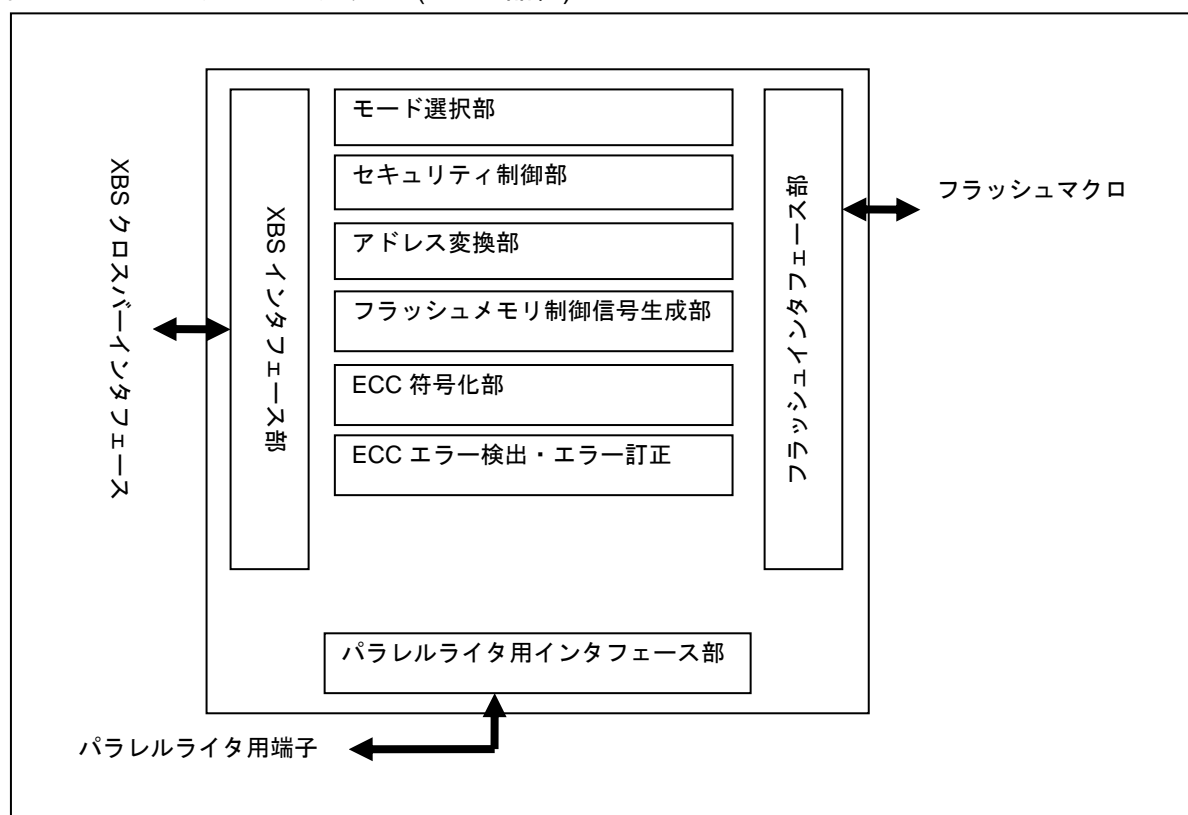 XBS クロスバーインタフェース
XBS インタフェース部
モード選択部
セキュリティ制御部
アドレス変換部
フラッシュメモリ制御信号生成部
ECC 符号化部
ECC エラー検出・エラー訂正
フラッシュインタフェース部
フラッシュマクロ
パラレルライタ用インタフェース部
パラレルライタ用端子